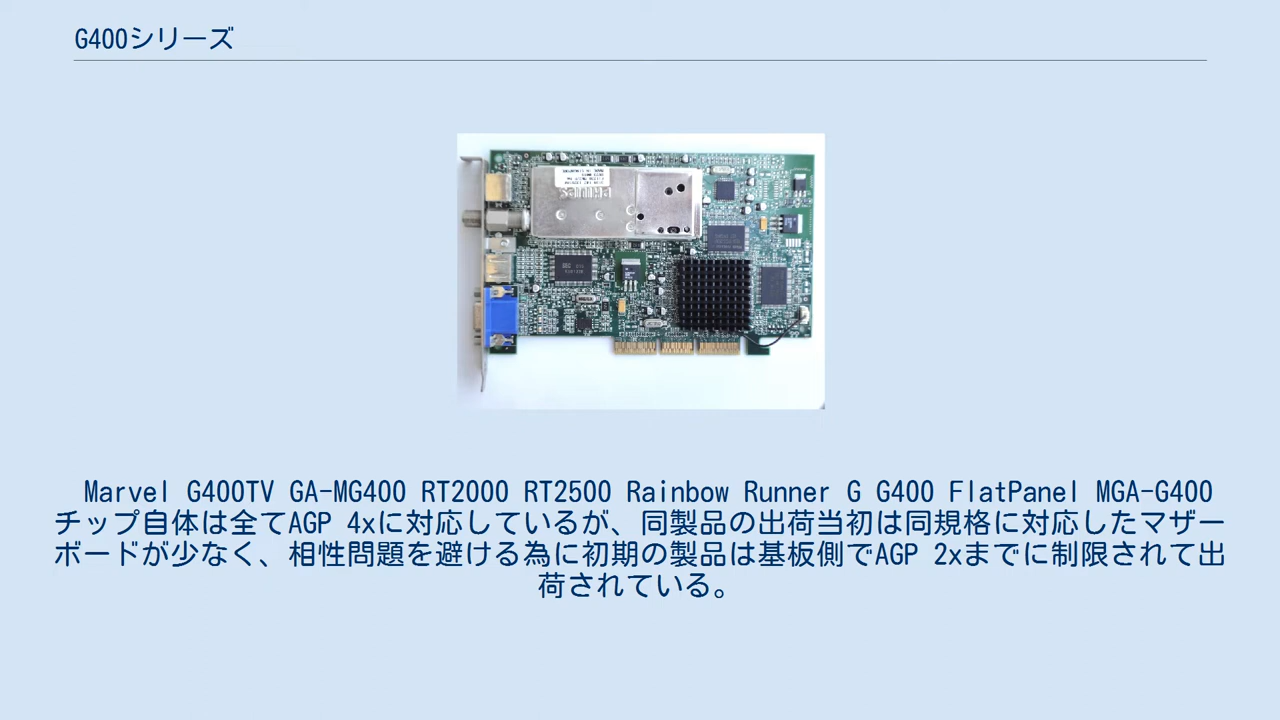 G400シリーズ
PHILIPS
Marvel G400TV GA-MG400 RT2000 RT2500 Rainbow Runner G G400 FlatPanel MGA-G400
チップ自体は全てAGP 4xに対応しているが、同製品の出荷当初は同規格に対応したマザー
ボードが少なく、相性問題を避ける為に初期の製品は基板側でAGP 2xまでに制限されて出
荷されている。